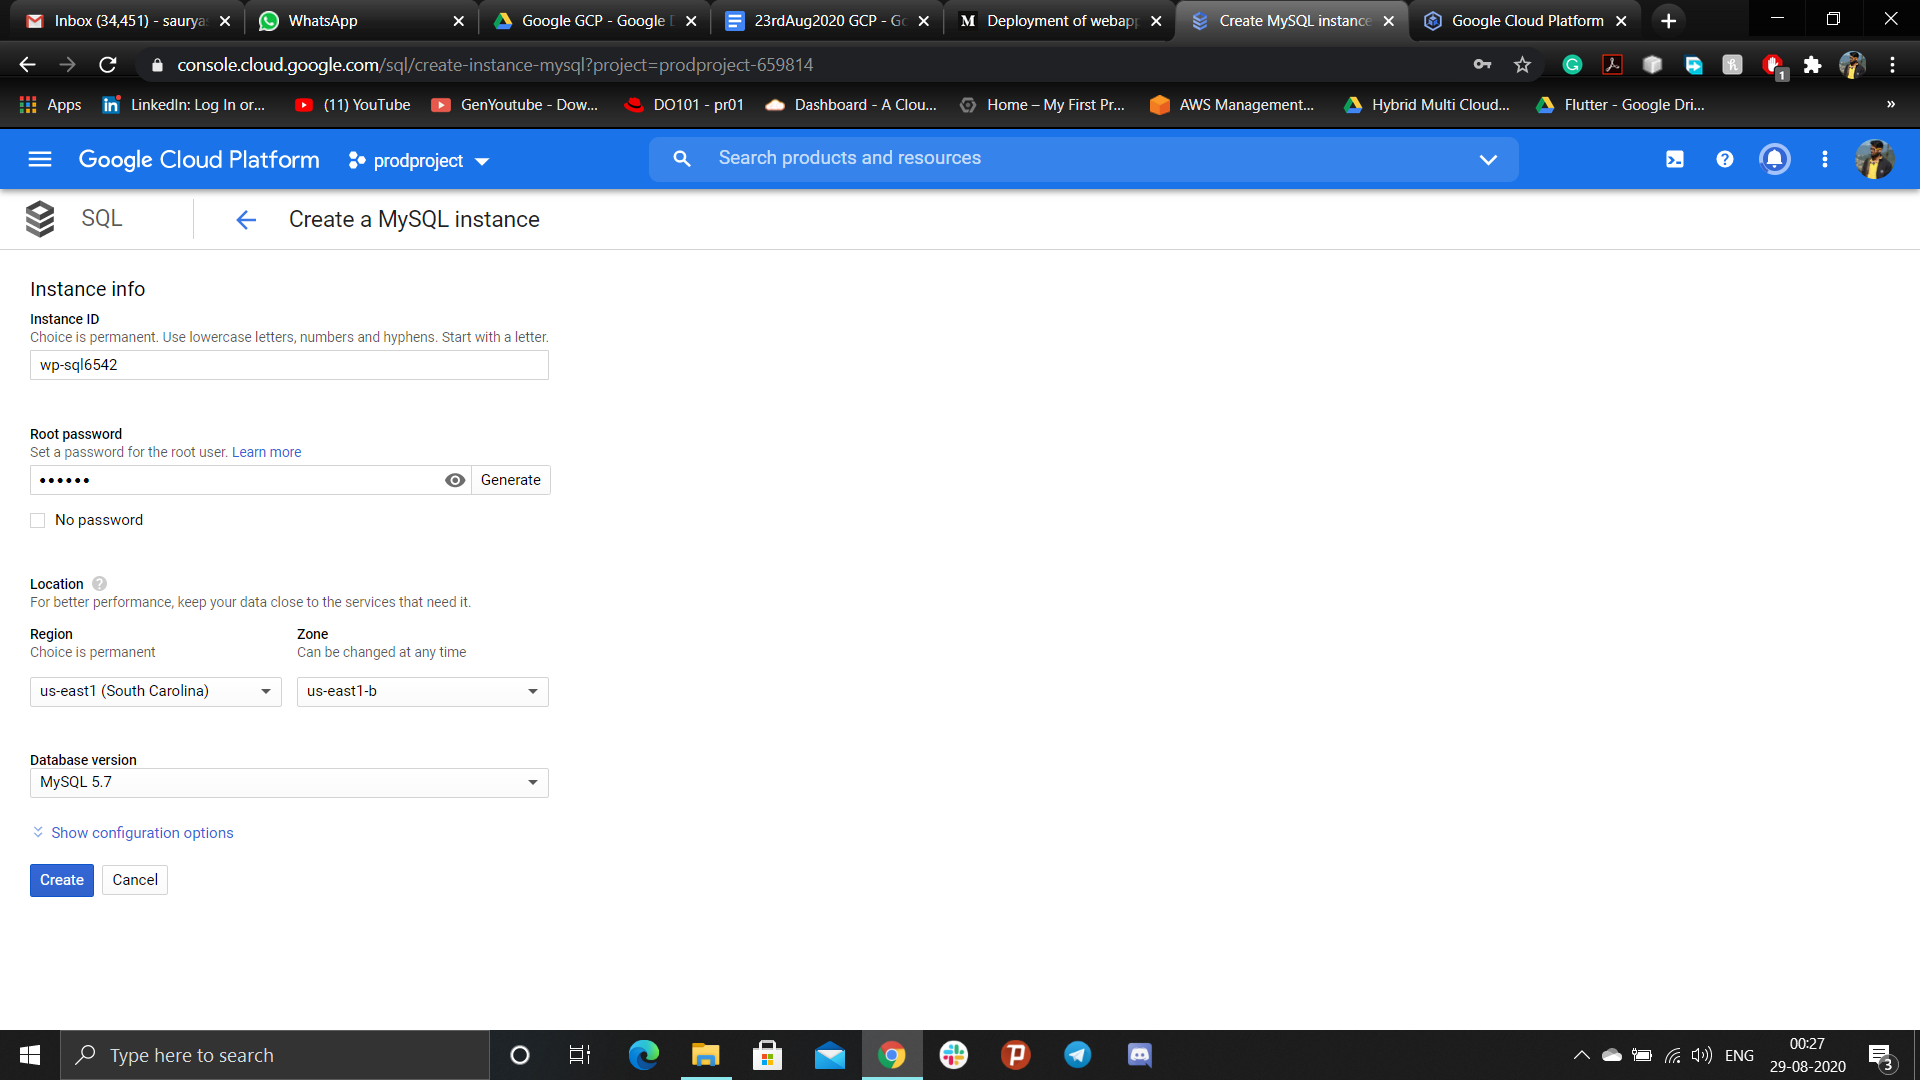 Inbox (34,451) - saurya
WhatsApp
Google GCP - Google D
23rdAug2020 GCP - Go
Deployment of webapp
Create MySQL instance
Google Cloud Platform
console.cloud.google.com/sql/create-instance-mysql?project=prodproject-659814
1
Apps
LinkedIn: Log In or...
(11) YouTube
GenYoutube - Dow...
DO101 - pr01
Dashboard - A Clou...
Home – My First Pr...
AWS Management...
Hybrid Multi Cloud...
Flutter - Google Dri...
»
Google Cloud Platform
prodproject
Search products and resources
SQL
Create a MySQL instance
Instance info
Instance ID
Choice is permanent. Use lowercase letters, numbers and hyphens. Start with a letter.
wp-sql6542
Root password
Set a password for the root user. Learn more
••••••
Generate
No password
Location
For better performance, keep your data close to the services that need it.
Region
Choice is permanent
Zone
Can be changed at any time
us-east1 (South Carolina)
us-east1-b
Database version
MySQL 5.7
Show configuration options
Create
Cancel
Type here to search
ENG
00:27
29-08-2020
3